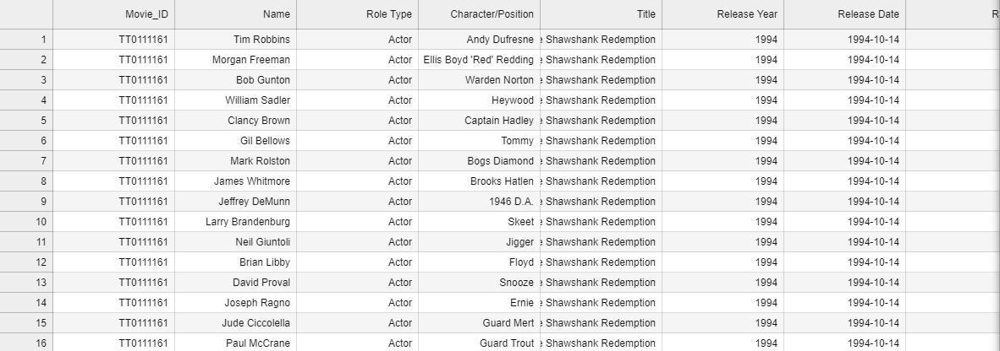 Movie_ID Name Role Type Character/Position Title Release Year Release Date R
1 TT0111161 Tim Robbins Actor Andy Dufresne e Shawshank Redemption 1994 1994-10-14
2 TT0111161 Morgan Freeman Actor Ellis Boyd 'Red' Redding e Shawshank Redemption 1994 1994-10-14
3 TT0111161 Bob Gunton Actor Warden Norton e Shawshank Redemption 1994 1994-10-14
4 TT0111161 William Sadler Actor Heywood e Shawshank Redemption 1994 1994-10-14
5 TT0111161 Clancy Brown Actor Captain Hadley e Shawshank Redemption 1994 1994-10-14
6 TT0111161 Gil Bellows Actor Tommy e Shawshank Redemption 1994 1994-10-14
7 TT0111161 Mark Rolston Actor Bogs Diamond e Shawshank Redemption 1994 1994-10-14
8 TT0111161 James Whitmore Actor Brooks Hatlen e Shawshank Redemption 1994 1994-10-14
9 TT0111161 Jeffrey DeMunn Actor 1946 D.A. e Shawshank Redemption 1994 1994-10-14
10 TT0111161 Larry Brandenburg Actor Skeet e Shawshank Redemption 1994 1994-10-14
11 TT0111161 Neil Giuntoli Actor Jigger e Shawshank Redemption 1994 1994-10-14
12 TT0111161 Brian Libby Actor Floyd e Shawshank Redemption 1994 1994-10-14
13 TT0111161 David Proval Actor Snooze e Shawshank Redemption 1994 1994-10-14
14 TT0111161 Joseph Ragno Actor Ernie e Shawshank Redemption 1994 1994-10-14
15 TT0111161 Jude Ciccolella Actor Guard Mert e Shawshank Redemption 1994 1994-10-14
16 TT0111161 Paul McCrane Actor Guard Trout e Shawshank Redemption 1994 1994-10-14